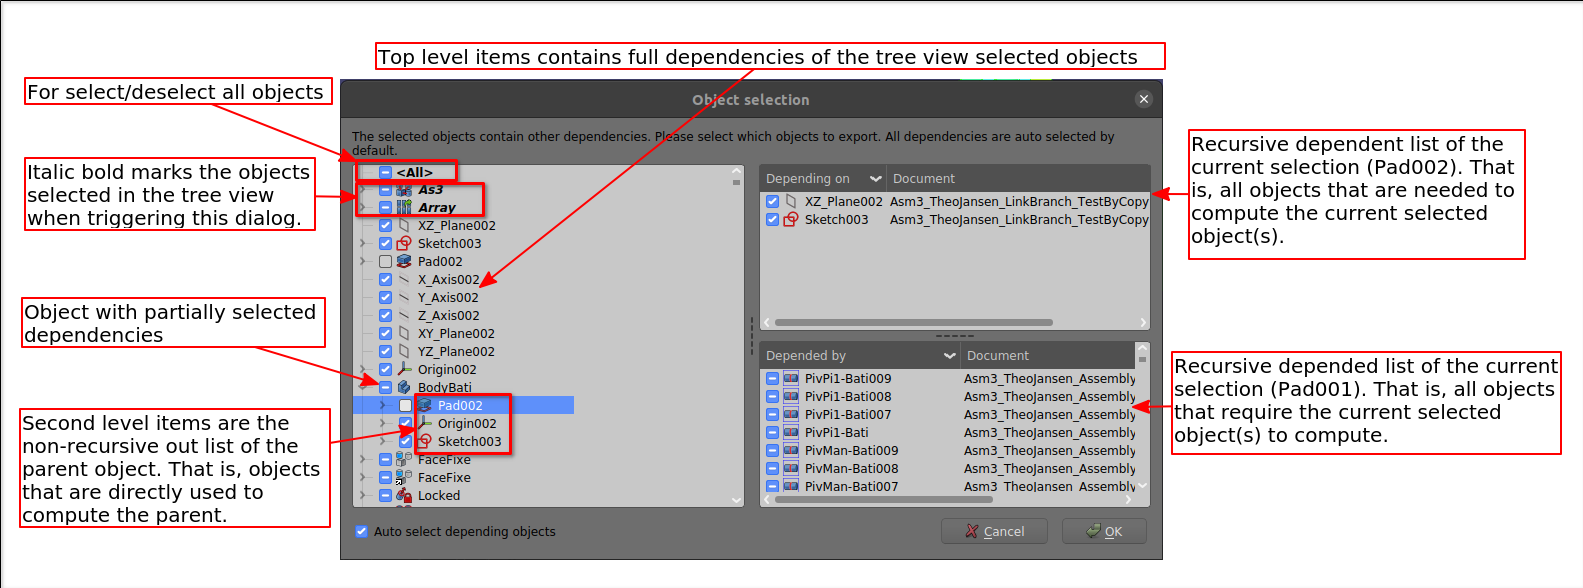 Top level items contains full dependencies of the tree view selected objects
For select/deselect all objects
Italic bold marks the objects
selected in the tree view
when triggering this dialog.
Object with partially selected
dependencies
Second level items are the
non-recursive out list of the
parent object. That is, objects
that are directly used to
compute the parent.
Object selection
The selected objects contain other dependencies. Please select which objects to export. All dependencies are auto selected by
default.
<All>
As3
Array
XZ_Plane002
Sketch003
Pad002
X_Axis002
Y_Axis002
Z_Axis002
XY_Plane002
YZ_Plane002
Origin002
BodyBati
Pad002
Origin002
Sketch003
FaceFixe
FaceFixe
Locked
Depending on Document
XZ_Plane002 Asm3_TheoJansen_LinkBranch_TestByCopy
Sketch003 Asm3_TheoJansen_LinkBranch_TestByCopy
Depended by Document
PivPi1-Bati009 Asm3_TheoJansen_Assembly
PivPi1-Bati008 Asm3_TheoJansen_Assembly
PivPi1-Bati007 Asm3_TheoJansen_Assembly
PivPi1-Bati Asm3_TheoJansen_Assembly
PivMan-Bati009 Asm3_TheoJansen_Assembly
PivMan-Bati008 Asm3_TheoJansen_Assembly
PivMan-Bati007 Asm3_TheoJansen_Assembly
Auto select depending objects
Cancel
OK
Recursive dependent list of the
current selection (Pad002). That
is, all objects that are needed to
compute the current selected
object(s).
Recursive depended list of the current
selection (Pad001). That is, all objects
that require the current selected
object(s) to compute.